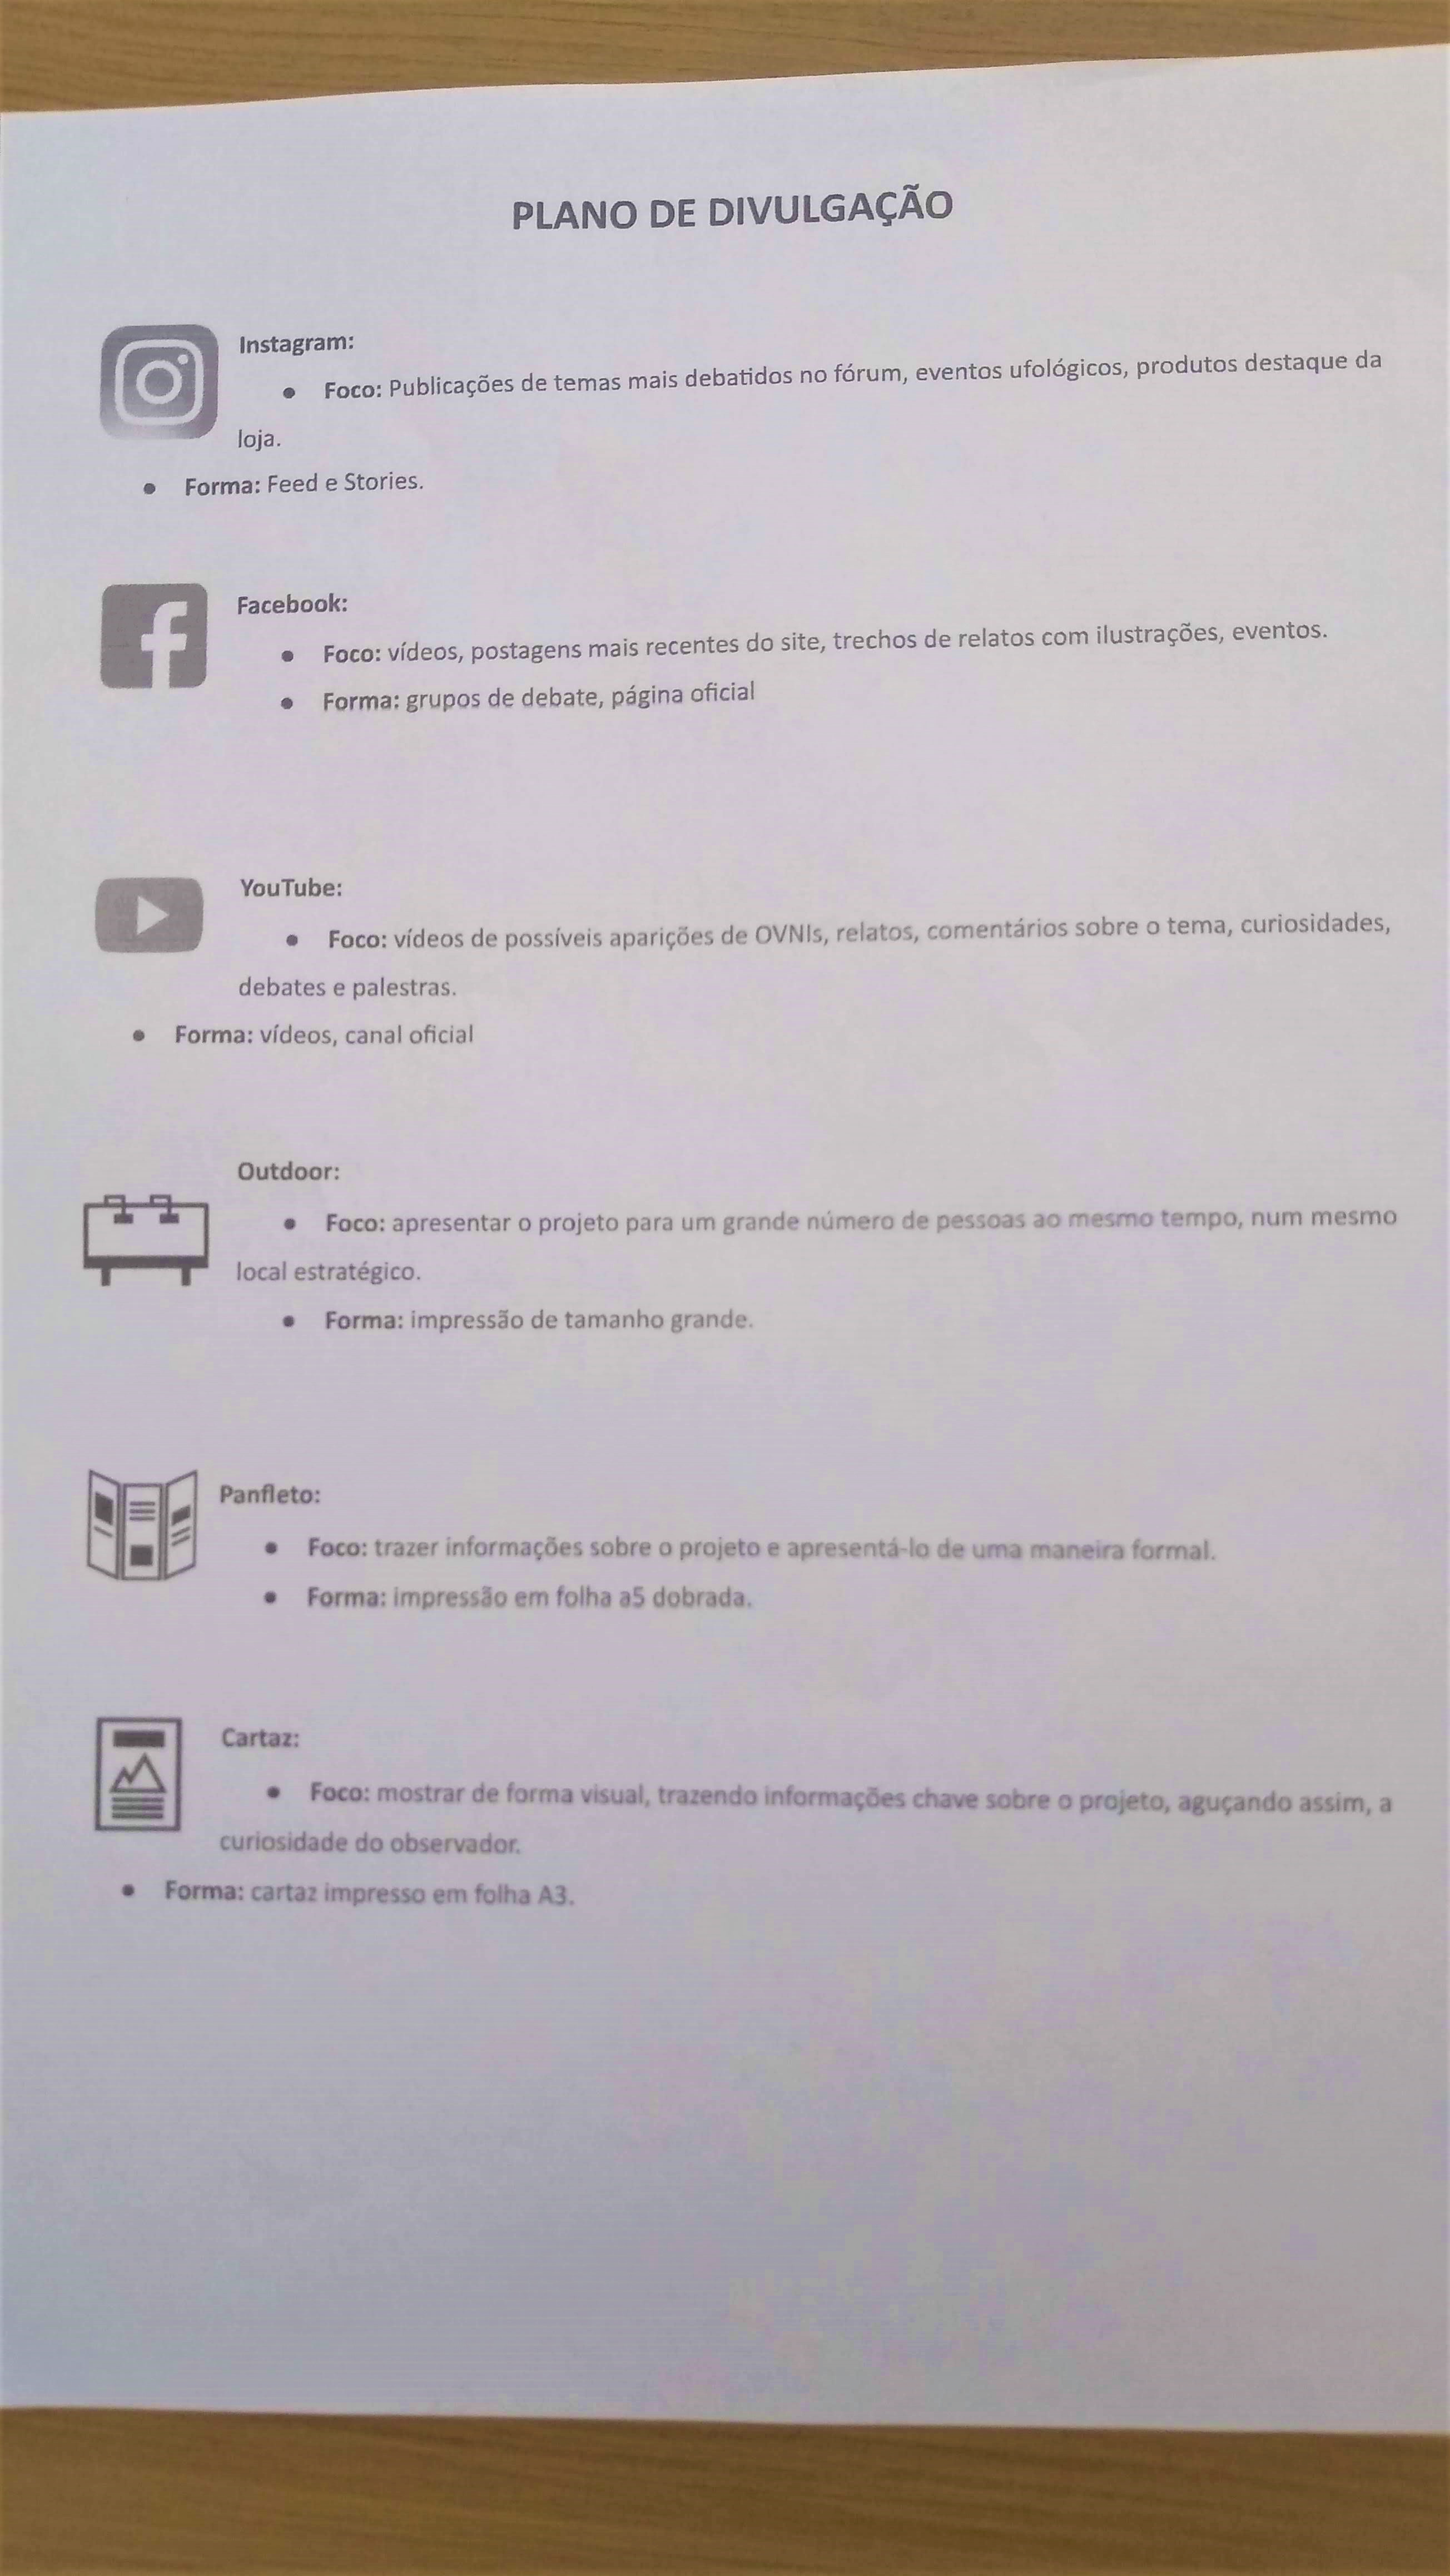 PLANO DE DIVULGAÇÃO
Instagram:
• Foco: Publicações de temas mais debatidos no fórum, eventos ufológicos, produtos destaque da
loja.
• Forma: Feed e Stories.
Facebook:
• Foco: vídeos, postagens mais recentes do site, trechos de relatos com ilustrações, eventos.
• Forma: grupos de debate, página oficial
YouTube:
• Foco: vídeos de possíveis aparições de OVNIs, relatos, comentários sobre o tema, curiosidades,
debates e palestras.
• Forma: vídeos, canal oficial
Outdoor:
• Foco: apresentar o projeto para um grande número de pessoas ao mesmo tempo, num mesmo
local estratégico.
• Forma: impressão de tamanho grande.
Panfleto:
• Foco: trazer informações sobre o projeto e apresentá-lo de uma maneira formal.
• Forma: impressão em folha a5 dobrada.
Cartaz:
• Foco: mostrar de forma visual, trazendo informações chave sobre o projeto, aguçando assim, a
curiosidade do observador.
• Forma: cartaz impresso em folha A3.